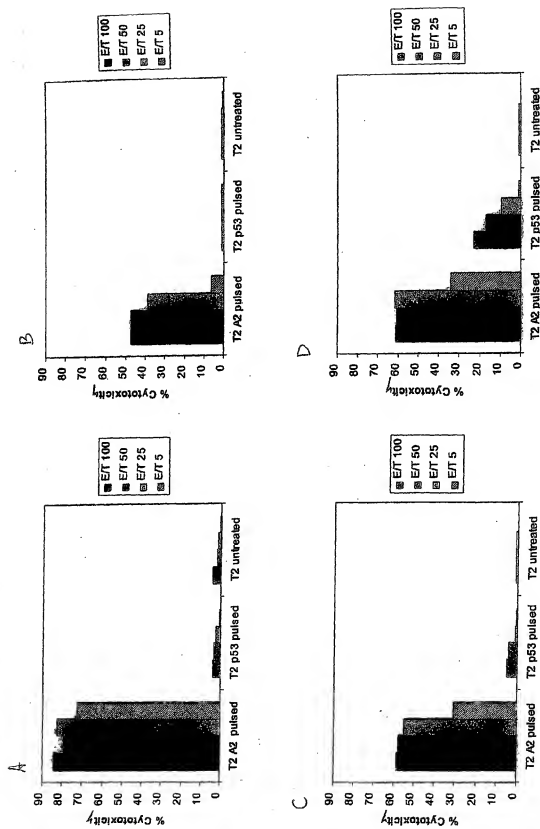 A
90
80
70
60
50
40
30
20
10
0
% Cytotoxicity
T2 A2 pulsed
T2 p53 pulsed
T2 untreated
E/T 100
E/T 50
E/T 25
E/T 5
B
90
80
70
60
50
40
30
20
10
0
% Cytotoxicity
T2 A2 pulsed
T2 p53 pulsed
T2 untreated
E/T 100
E/T 50
E/T 25
E/T 5
C
90
80
70
60
50
40
30
20
10
0
% Cytotoxicity
T2 A2 pulsed
T2 p53 pulsed
T2 untreated
E/T 100
E/T 50
E/T 25
E/T 5
D
90
80
70
60
50
40
30
20
10
0
% Cytotoxicity
T2 A2 pulsed
T2 p53 pulsed
T2 untreated
E/T 100
E/T 50
E/T 25
E/T 5